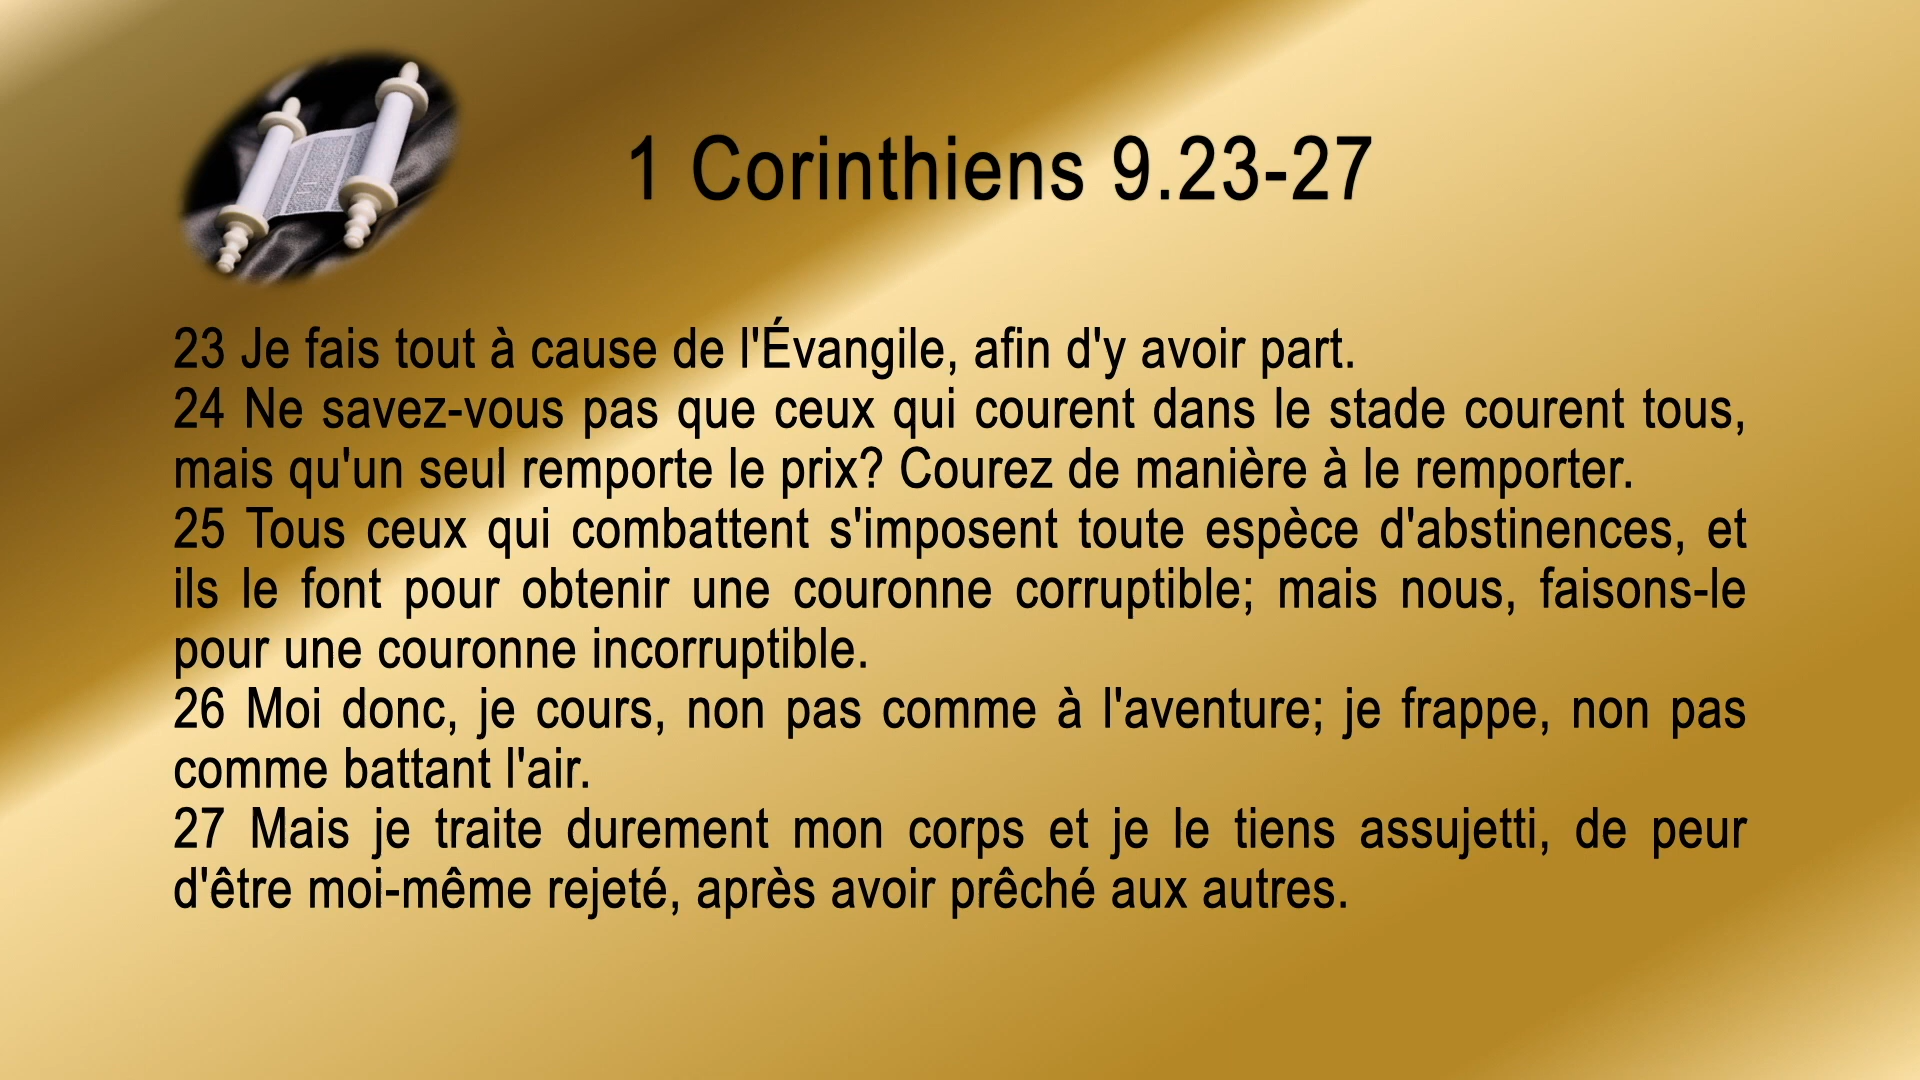 1 Corinthiens 9.23-27
23 Je fais tout à cause de l'Évangile, afin d'y avoir part.
24 Ne savez-vous pas que ceux qui courent dans le stade courent tous,
mais qu'un seul remporte le prix? Courez de manière à le remporter.
25 Tous ceux qui combattent s'imposent toute espèce d'abstinences, et
ils le font pour obtenir une couronne corruptible; mais nous, faisons-le
pour une couronne incorruptible.
26 Moi donc, je cours, non pas comme à l'aventure; je frappe, non pas
comme battant l'air.
27 Mais je traite durement mon corps et je le tiens assujetti, de peur
d'être moi-même rejeté, après avoir prêché aux autres.